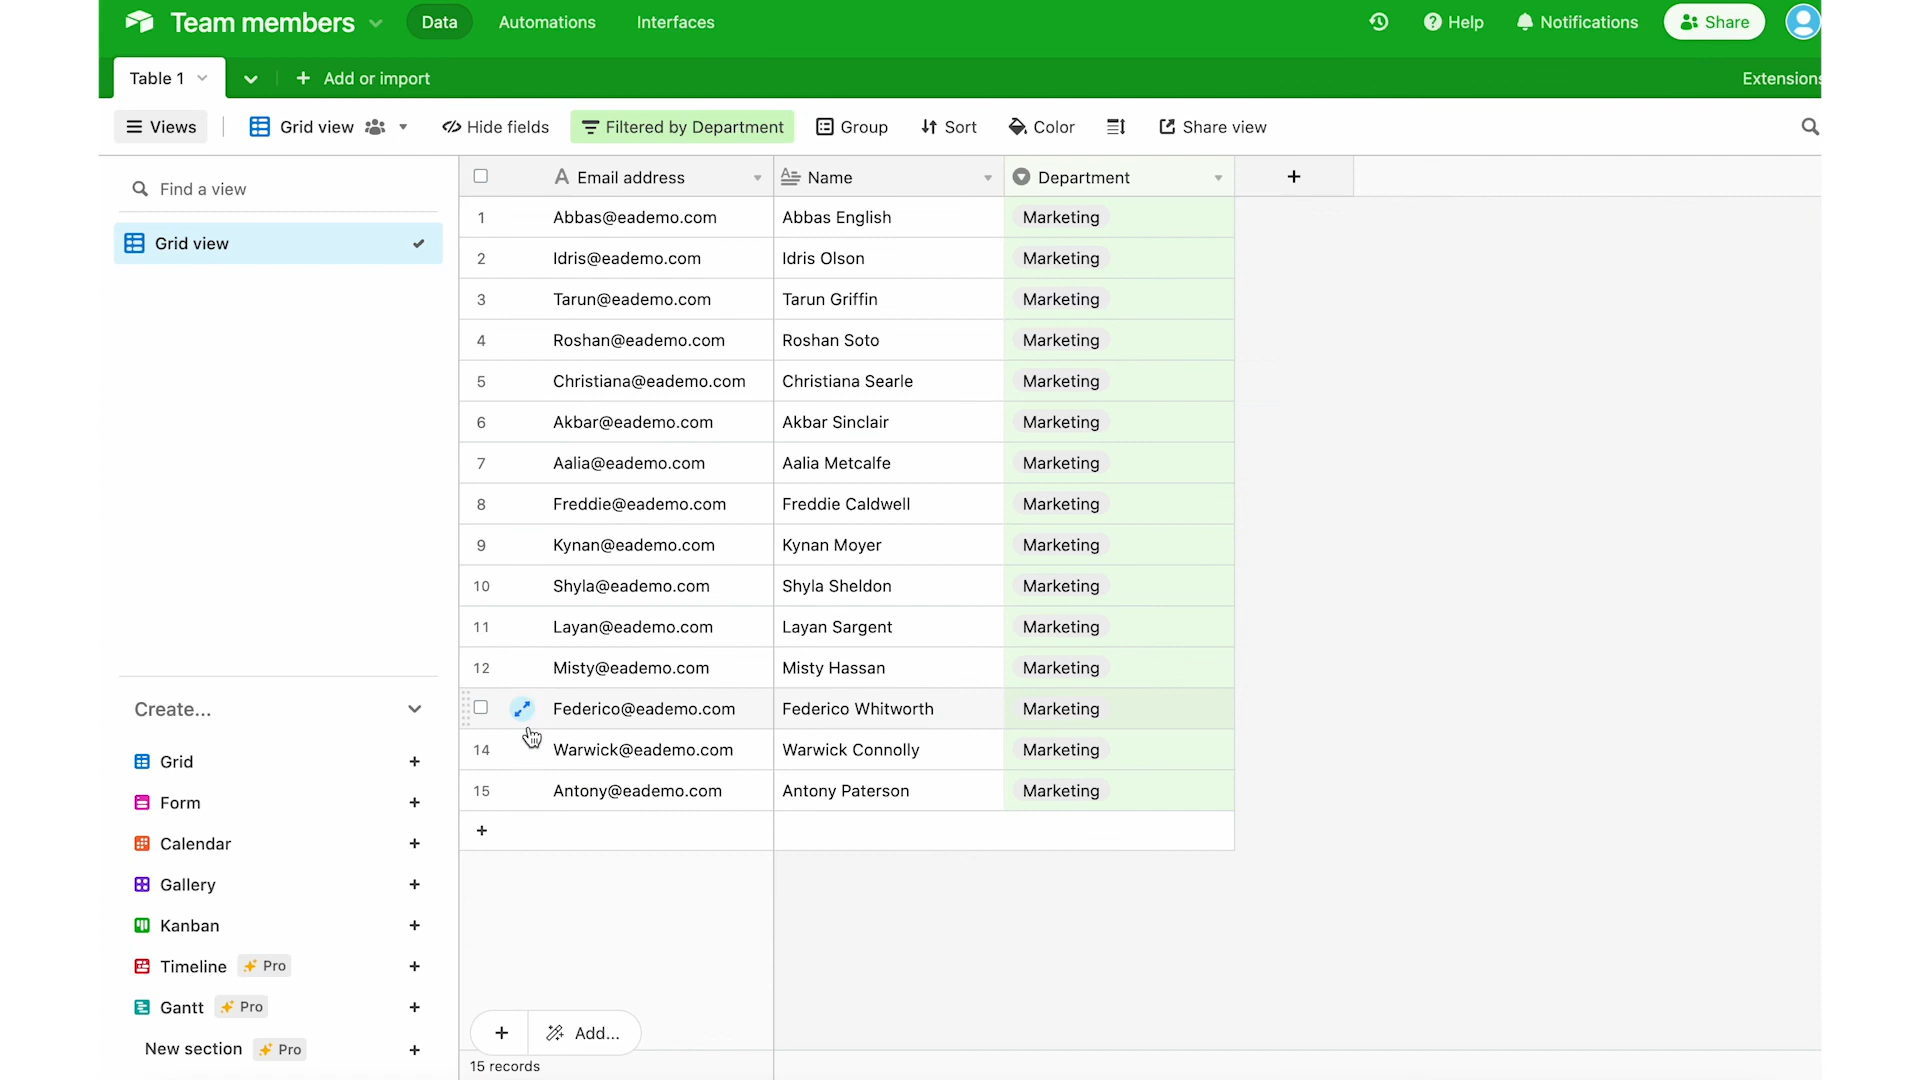 Team members Data Automations Interfaces Help Notifications Share
Table 1 Add or import Extensions
Views Grid view Hide fields Filtered by Department Group Sort Color Share view
Find a view
Grid view
Email address Name Department
1 Abbas@eademo.com Abbas English Marketing
2 Idris@eademo.com Idris Olson Marketing
3 Tarun@eademo.com Tarun Griffin Marketing
4 Roshan@eademo.com Roshan Soto Marketing
5 Christiana@eademo.com Christiana Searle Marketing
6 Akbar@eademo.com Akbar Sinclair Marketing
7 Aalia@eademo.com Aalia Metcalfe Marketing
8 Freddie@eademo.com Freddie Caldwell Marketing
9 Kynan@eademo.com Kynan Moyer Marketing
10 Shyla@eademo.com Shyla Sheldon Marketing
11 Layan@eademo.com Layan Sargent Marketing
12 Misty@eademo.com Misty Hassan Marketing
Federico@eademo.com Federico Whitworth Marketing
14 Warwick@eademo.com Warwick Connolly Marketing
15 Antony@eademo.com Antony Paterson Marketing
Create...
Grid
Form
Calendar
Gallery
Kanban
Timeline Pro
Gantt Pro
New section Pro
Add...
15 records